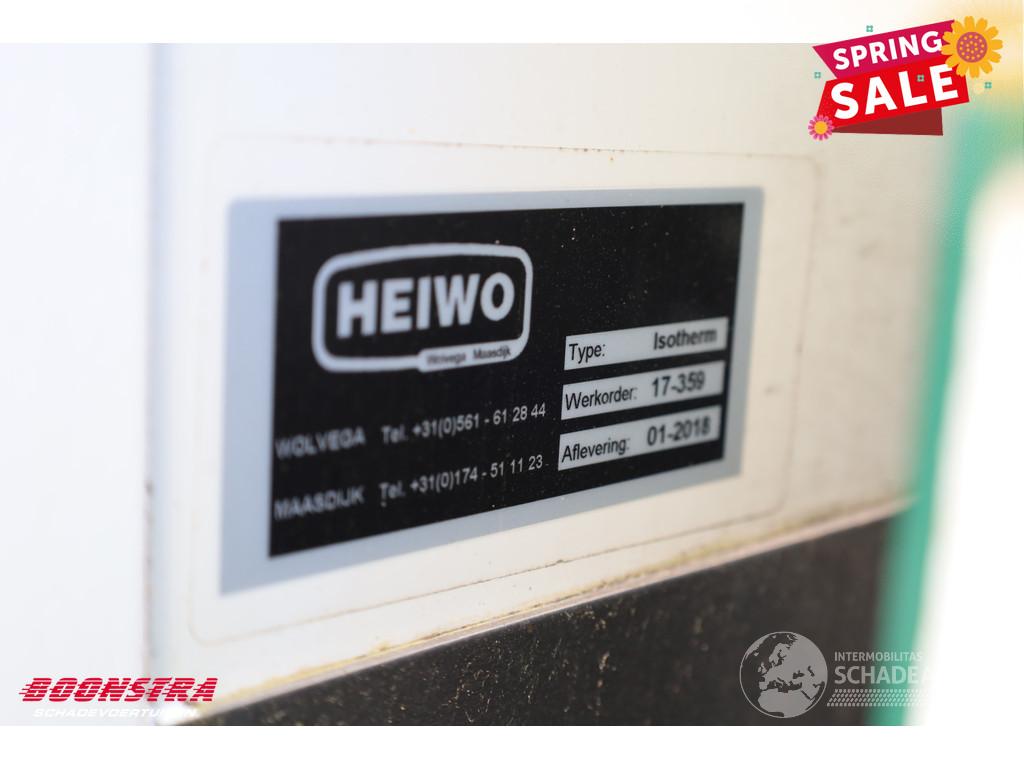 SPRING
SALE
HEIWO
Wolvega Maasdijk
Type: Isotherm
Werkorder: 17-359
Aflevering: 01-2018
WOLVEGA Tel. +31(0)561 - 61 28 44
MAASDIJK Tel. +31(0)174 - 51 11 23
BOONSTRA
SCHADEVOERTUIGEN
INTERMOBILITAS
SCHADEA